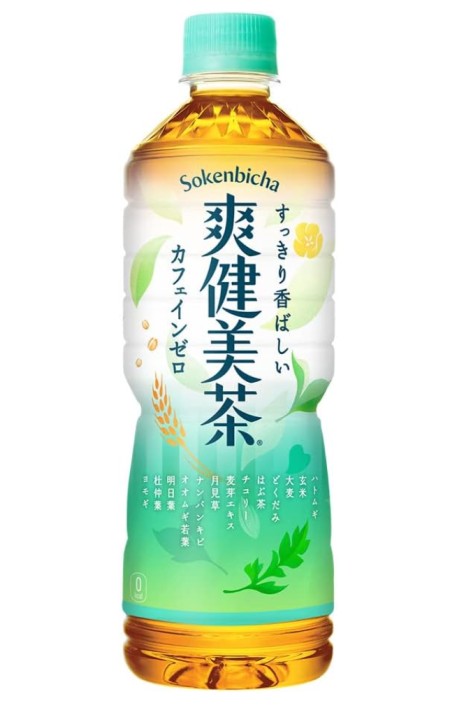 Sokenbicha
すっきり香ばしい
爽健美茶®
カフェインゼロ
ハトムギ
玄米
大麦
どくだみ
はぶ茶
チコリー
麦芽エキス
月見草
ナンバンキビ
オオムギ若葉
明日葉
杜仲葉
ヨモギ
0